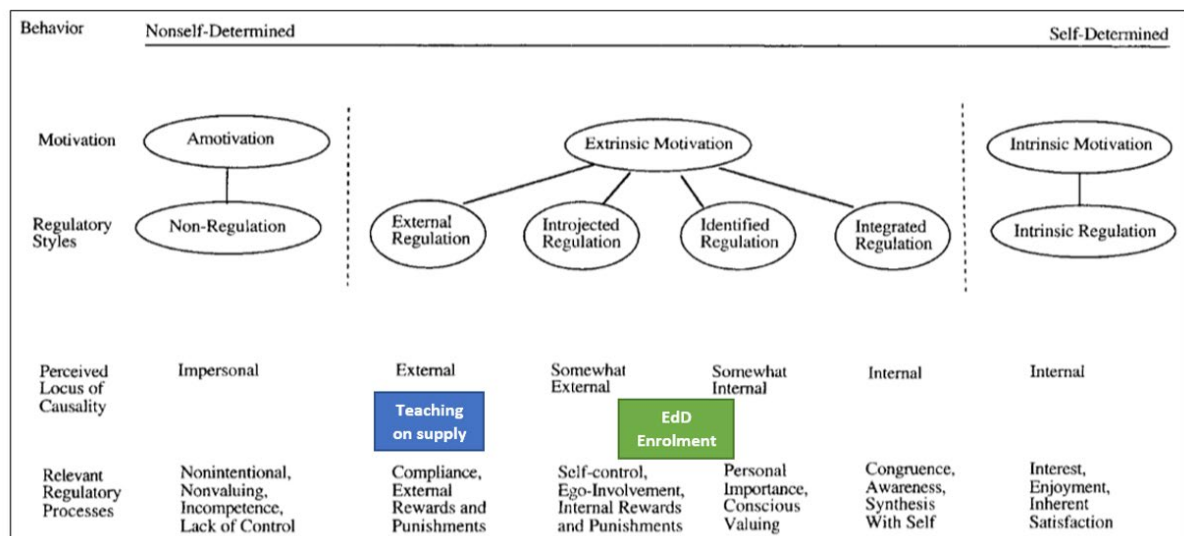 Behavior
Nonself-Determined
Self-Determined
Motivation
Amotivation
Extrinsic Motivation
Intrinsic Motivation
Regulatory
Styles
Non-Regulation
External
Regulation
Introjected
Regulation
Identified
Regulation
Integrated
Regulation
Intrinsic Regulation
Perceived
Locus of
Causality
Impersonal
External
Somewhat
External
Somewhat
Internal
Internal
Internal
Teaching
on supply
EdD
Enrolment
Relevant
Regulatory
Processes
Nonintentional,
Nonvaluing,
Incompetence,
Lack of Control
Compliance,
External
Rewards and
Punishments
Self-control,
Ego-Involvement,
Internal Rewards
and Punishments
Personal
Importance,
Conscious
Valuing
Congruence,
Awareness,
Synthesis
With Self
Interest,
Enjoyment,
Inherent
Satisfaction